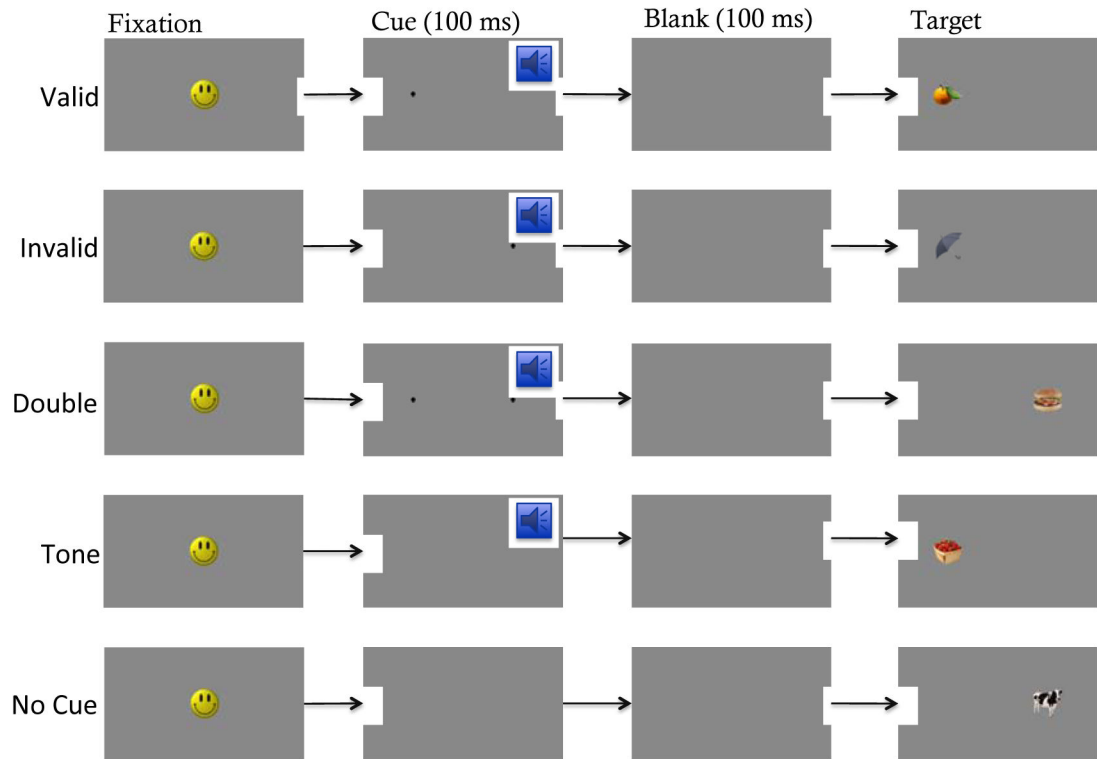 Fixation
Cue (100 ms)
Blank (100 ms)
Target
Valid
Invalid
Double
Tone
No Cue